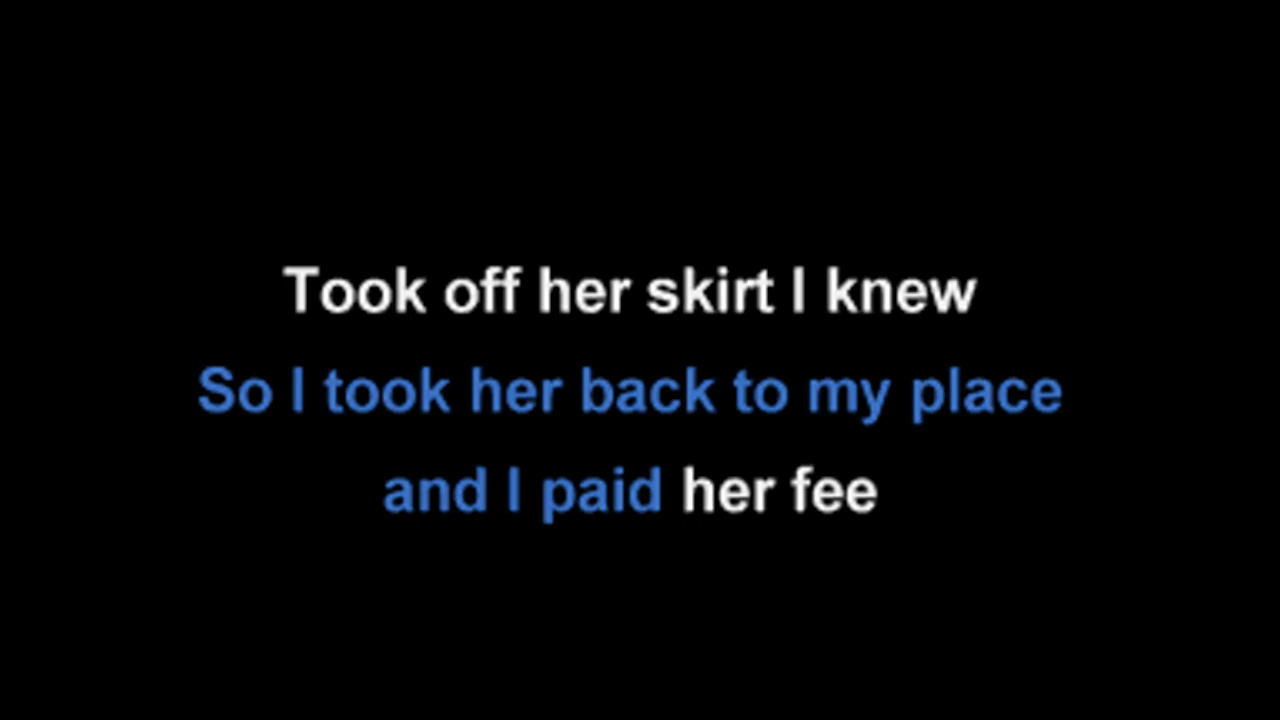 Took off her skirt I knew
So I took her back to my place
and I paid her fee